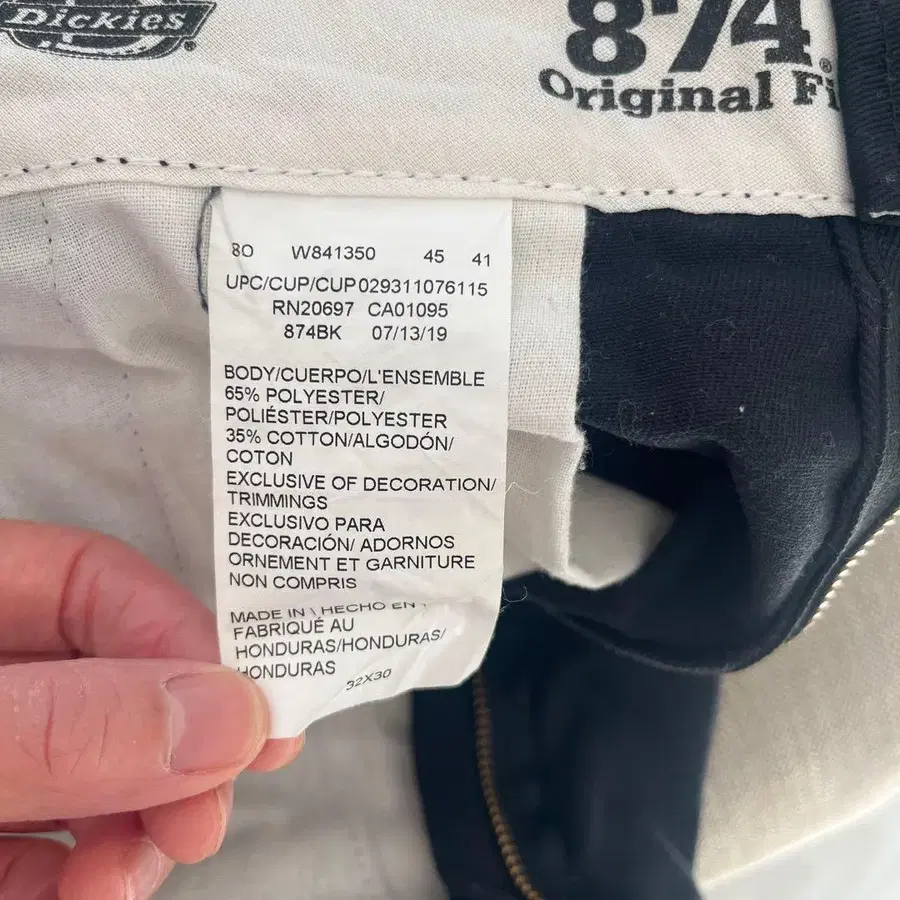 Dickies®
874®
Original Fi
80 W841350 45 41
UPC/CUP/CUP029311076115
RN20697 CA01095
874BK 07/13/19
BODY/CUERPO/L'ENSEMBLE
65% POLYESTER/
POLIÉSTER/POLYESTER
35% COTTON/ALGODÓN/
COTON
EXCLUSIVE OF DECORATION/
TRIMMINGS
EXCLUSIVO PARA
DECORACIÓN/ ADORNOS
ORNEMENT ET GARNITURE
NON COMPRIS
MADE IN \ HECHO EN \
FABRIQUÉ AU
HONDURAS/HONDURAS/
HONDURAS
32X30